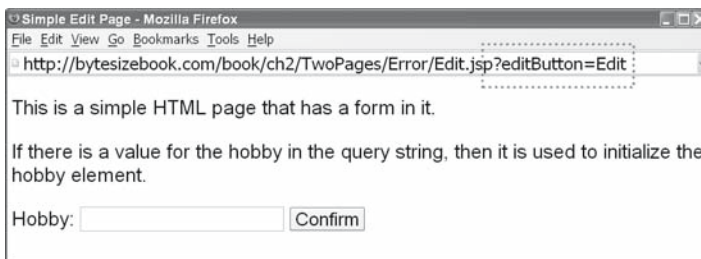 Simple Edit Page - Mozilla Firefox
File Edit View Go Bookmarks Tools Help
http://bytesizebook.com/book/ch2/TwoPages/Error/Edit.jsp?editButton=Edit
This is a simple HTML page that has a form in it.
If there is a value for the hobby in the query string, then it is used to initialize the
hobby element.
Hobby: Confirm